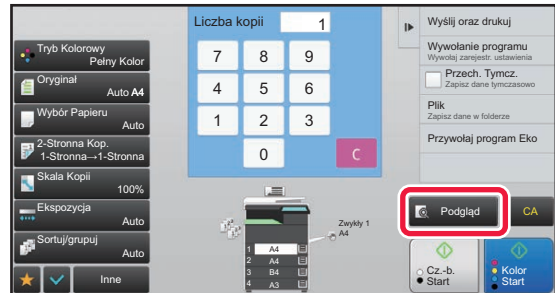 Liczba kopii 1
Tryb Kolorowy
Pełny Kolor
Oryginał
Auto A4
Wybór Papieru
Auto
2-Stronna Kop.
1-Stronna→1-Stronna
Skala Kopii
100%
Ekspozycja
Auto
Sortuj/grupuj
Auto
Inne
7 8 9
4 5 6
1 2 3
0 C
Zwykły 1
A4
1 A4
2 A4
3 B4
4 A3
Wyślij oraz drukuj
Wywołanie programu
Wywołaj zarejestr. ustawienia
Przech. Tymcz.
Zapisz dane tymczasowo
Plik
Zapisz dane w folderze
Przywołaj program Eko
Podgląd
CA
Cz.-b.
Start
Kolor
Start